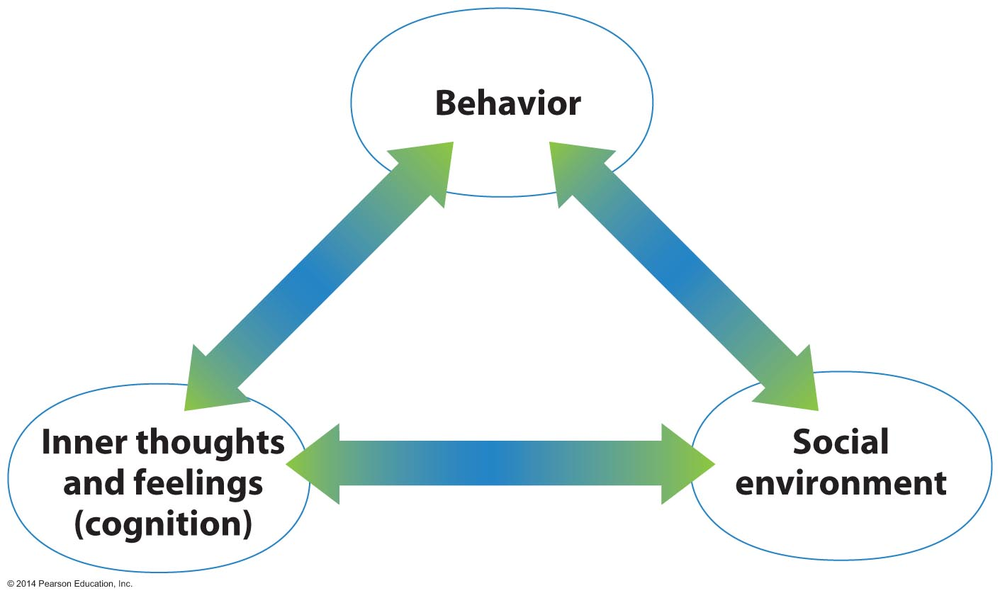 Behavior
Inner thoughts
and feelings
(cognition)
Social
environment
© 2014 Pearson Education, Inc.